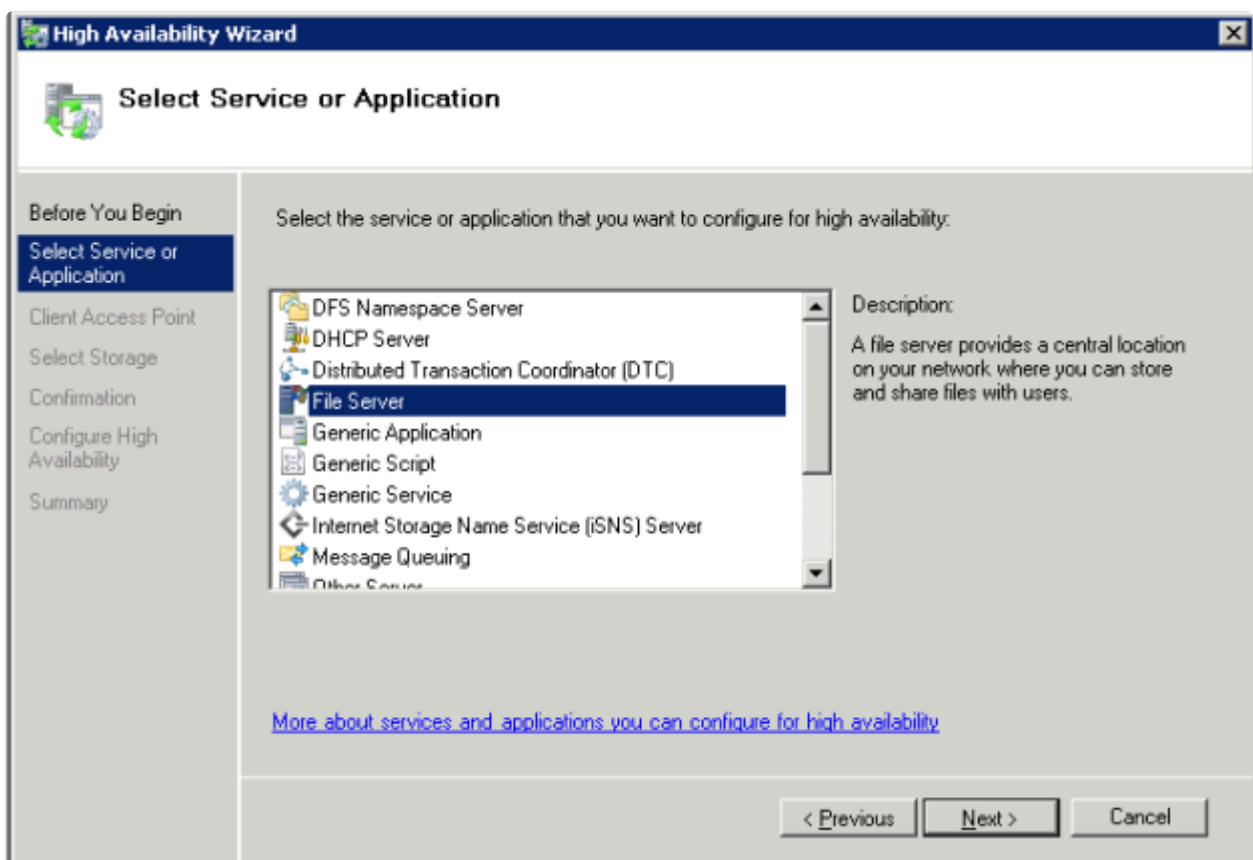 High Availability Wizard
Select Service or Application
Before You Begin
Select Service or
Application
Client Access Point
Select Storage
Confirmation
Configure High
Availability
Summary
Select the service or application that you want to configure for high availability:
DFS Namespace Server
DHCP Server
Distributed Transaction Coordinator (DTC)
File Server
Generic Application
Generic Script
Generic Service
Internet Storage Name Service (iSNS) Server
Message Queuing
Other Server
Description:
A file server provides a central location
on your network where you can store
and share files with users.
More about services and applications you can configure for high availability
< Previous
Next >
Cancel